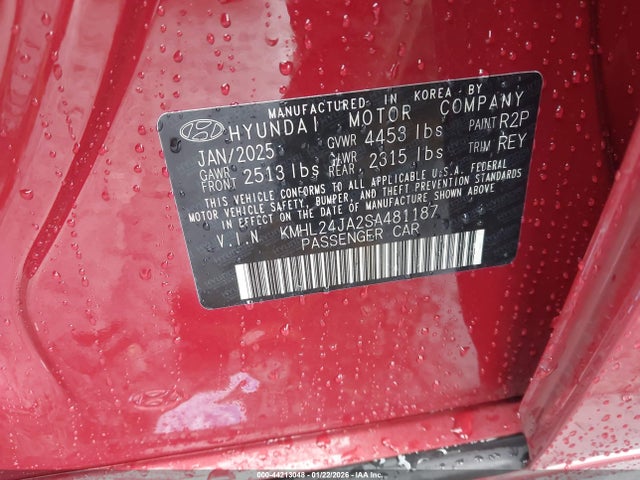 MANUFACTURED IN KOREA BY
HYUNDAI MOTOR COMPANY
JAN/2025 GVWR 4453 lbs PAINT R2P
GAWR FRONT 2513 lbs GAWR REAR 2315 lbs TRIM REY
THIS VEHICLE CONFORMS TO ALL APPLICABLE U.S.A. FEDERAL
MOTOR VEHICLE SAFETY, BUMPER, AND THEFT PREVENTION
STANDARDS IN EFFECT ON THE DATE OF MANUFACTURE SHOWN ABOVE
V.I.N KMHL24JA2SA481187
PASSENGER CAR
000-44213048 - 01/22/2026 - IAAI.COM